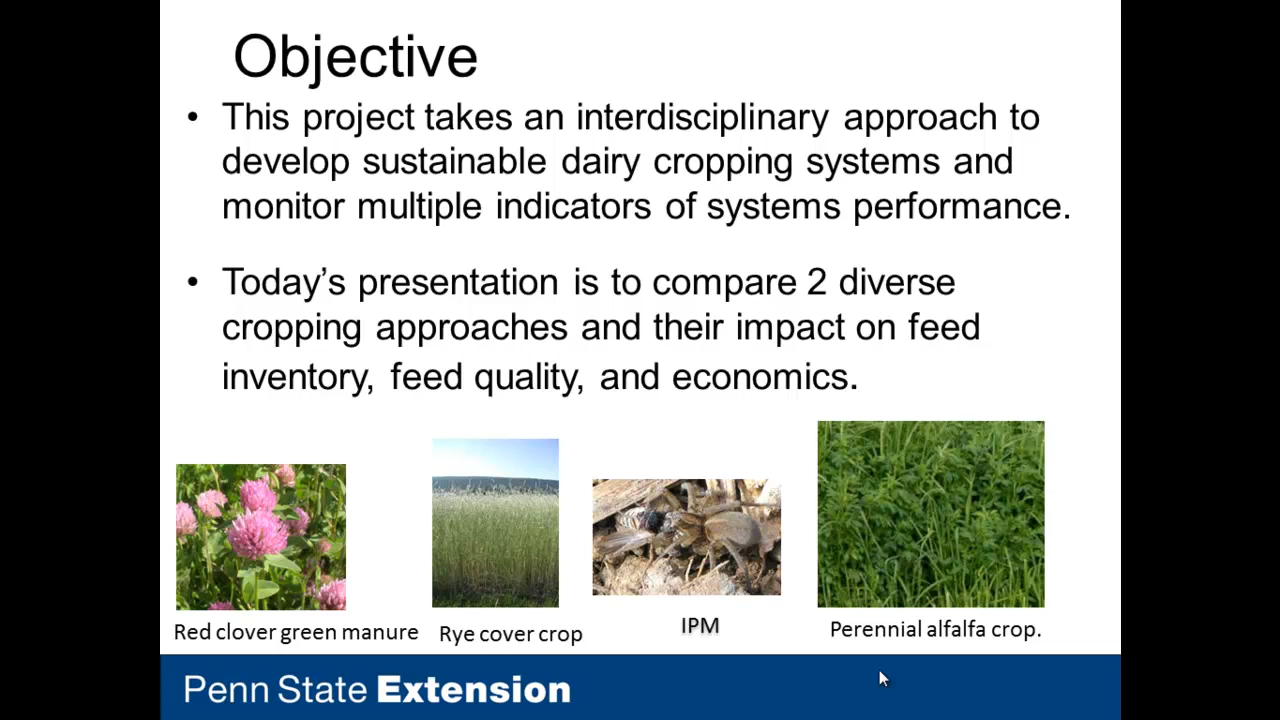 Objective
• This project takes an interdisciplinary approach to
develop sustainable dairy cropping systems and
monitor multiple indicators of systems performance.
• Today’s presentation is to compare 2 diverse
cropping approaches and their impact on feed
inventory, feed quality, and economics.
Red clover green manure
Rye cover crop
IPM
Perennial alfalfa crop.
Penn State Extension